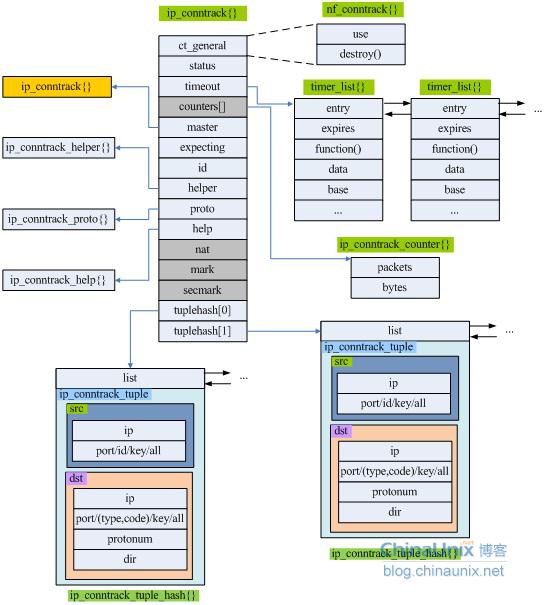 ip_conntrack{}
nf_conntrack{}
ct_general
use
status
destroy()
timeout
counters[]
master
expecting
id
helper
proto
help
nat
mark
secmark
tuplehash[0]
tuplehash[1]
ip_conntrack{}
ip_conntrack_helper{}
ip_conntrack_proto{}
ip_conntrack_help{}
timer_list{}
entry
expires
function()
data
base
...
timer_list{}
entry
expires
function()
data
base
...
...
ip_conntrack_counter{}
packets
bytes
list
...
ip_conntrack_tuple
src
ip
port/id/key/all
dst
ip
port/(type,code)/key/all
protonum
dir
ip_conntrack_tuple_hash{}
list
...
ip_conntrack_tuple
src
ip
port/id/key/all
dst
ip
port/(type,code)/key/all
protonum
dir
ip_conntrack_tuple_hash{}
ChinaUnix.net 博客
blog.chinaunix.net